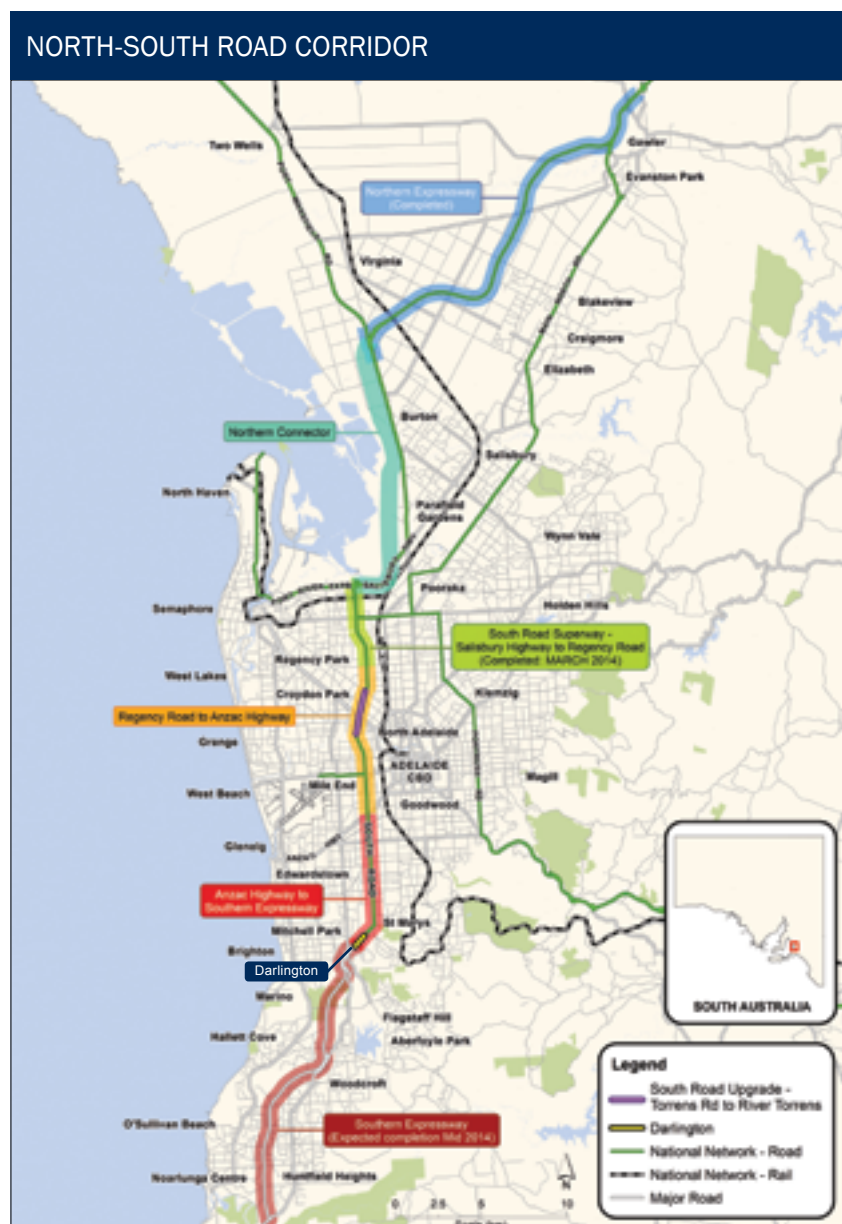 NORTH-SOUTH ROAD CORRIDOR
Two Wells
Gawler
Evanston Park
Northern Expressway
(Completed)
Virginia
Blakeview
Craigmore
Elizabeth
Burton
Northern Connector
Salisbury
North Haven
Parafield
Gardens
Wynn Vale
Pooraka
Semaphore
Holden Hills
South Road Superway -
Salisbury Highway to Regency Road
(Completed: MARCH 2014)
Regency Park
West Lakes
Croydon Park
Klemzig
Regency Road to Anzac Highway
North Adelaide
Grange
ADELAIDE
CBD
Magill
Mile End
West Beach
Goodwood
Glenelg
SOUTH ROAD
Edwardstown
Anzac Highway to
Southern Expressway
St Marys
Mitchell Park
Brighton
Darlington
Marino
SOUTH AUSTRALIA
Flagstaff Hill
Hallett Cove
Aberfoyle Park
Legend
South Road Upgrade -
Torrens Rd to River Torrens
Darlington
National Network - Road
National Network - Rail
Major Road
Woodcroft
O'Sullivan Beach
Southern Expressway
(Expected completion Mid 2014)
Noarlunga Centre
Huntfield Heights
N
0 2.5 5 10